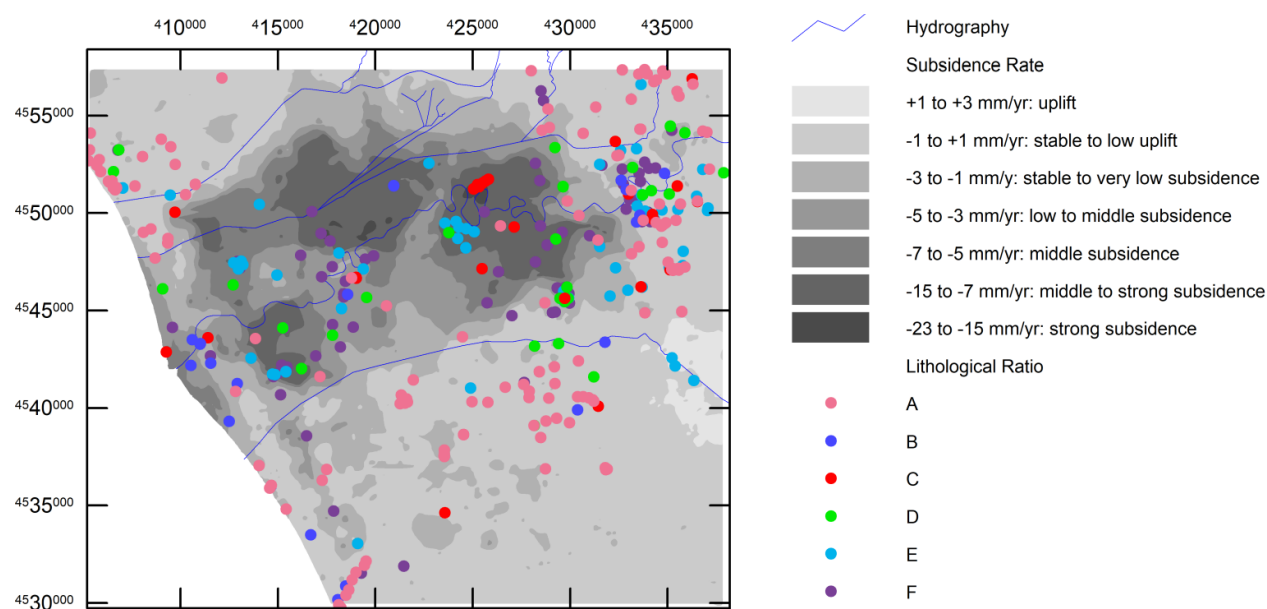 410000 415000 420000 425000 430000 435000
4555000
4550000
4545000
4540000
4535000
4530000
Hydrography
Subsidence Rate
+1 to +3 mm/yr: uplift
-1 to +1 mm/yr: stable to low uplift
-3 to -1 mm/yr: stable to very low subsidence
-5 to -3 mm/yr: low to middle subsidence
-7 to -5 mm/yr: middle subsidence
-15 to -7 mm/yr: middle to strong subsidence
-23 to -15 mm/yr: strong subsidence
Lithological Ratio
A
B
C
D
E
F